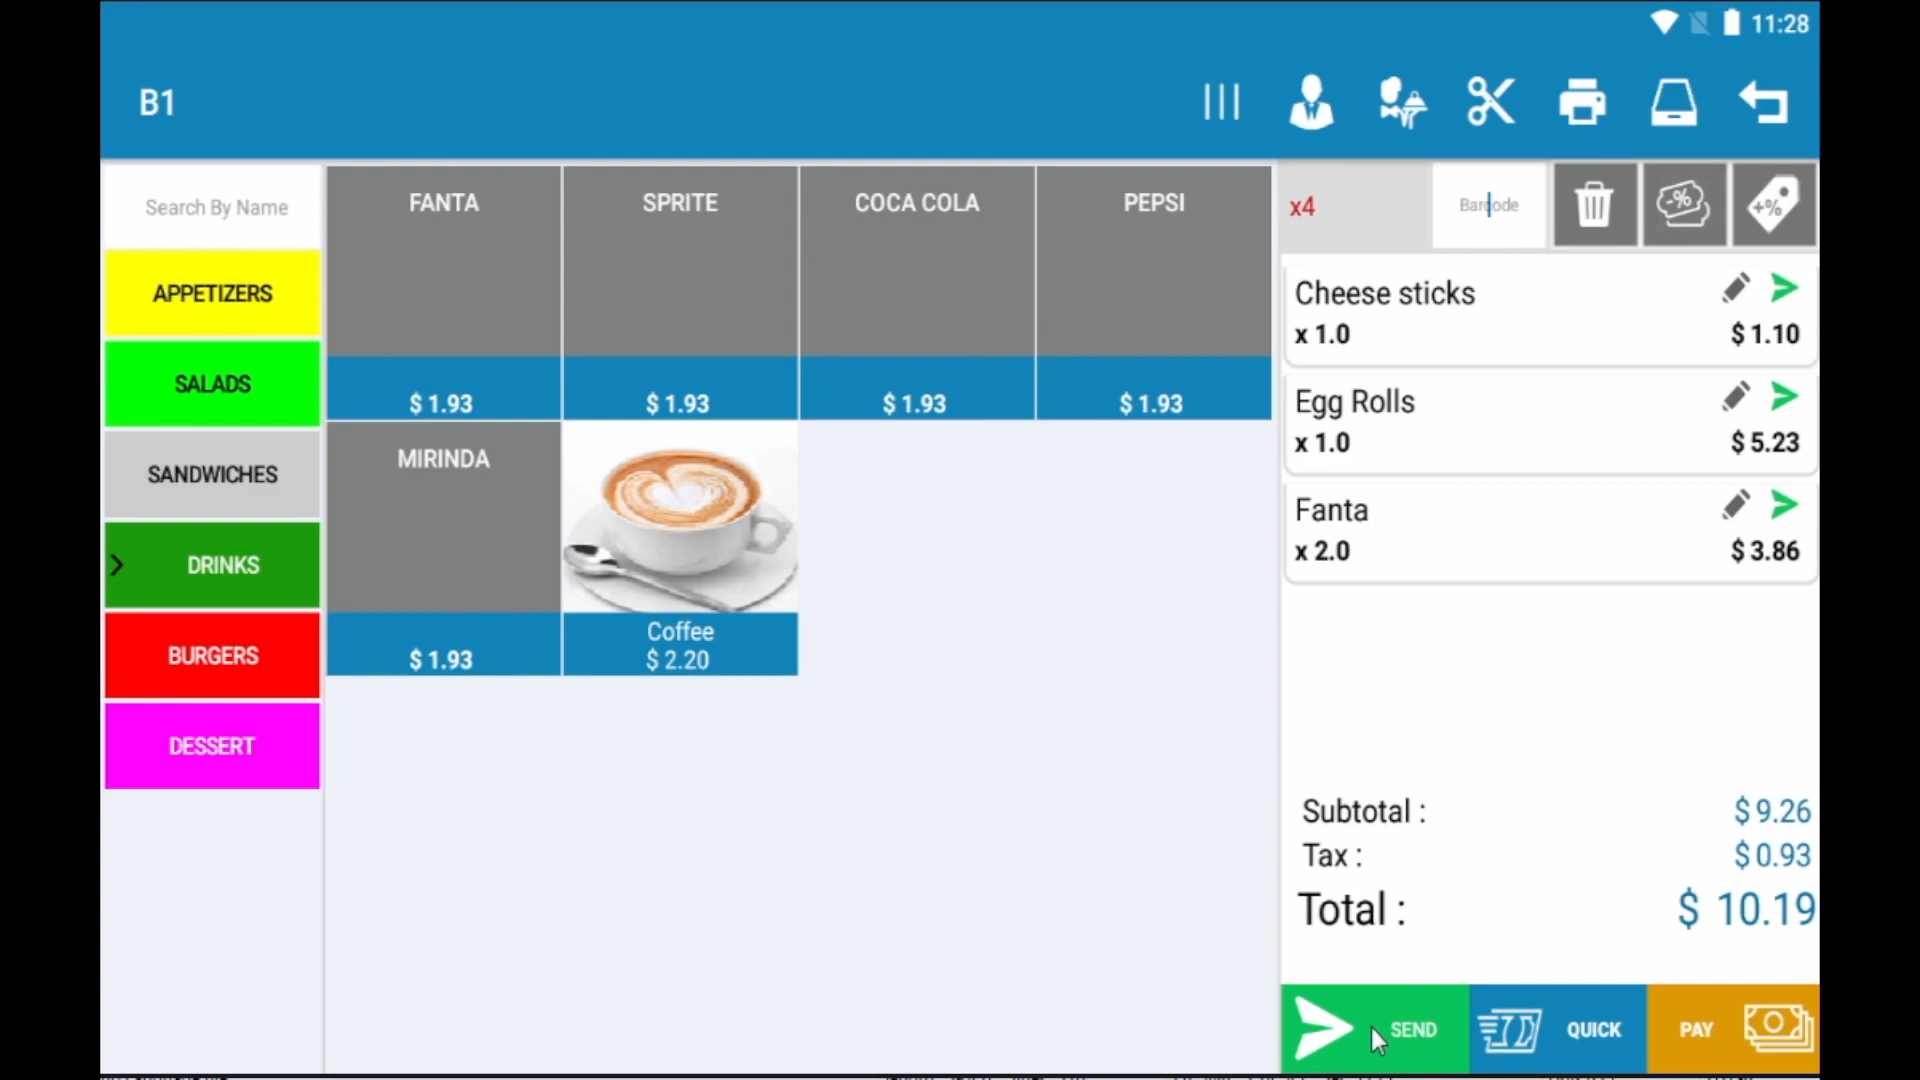 11:28
B1
Search By Name
APPETIZERS
SALADS
SANDWICHES
DRINKS
BURGERS
DESSERT
FANTA
SPRITE
COCA COLA
PEPSI
$ 1.93
$ 1.93
$ 1.93
$ 1.93
MIRINDA
$ 1.93
Coffee
$ 2.20
x4
Barcode
-%
+%
Cheese sticks
x 1.0
$ 1.10
Egg Rolls
x 1.0
$ 5.23
Fanta
x 2.0
$ 3.86
Subtotal : $ 9.26
Tax : $ 0.93
Total : $ 10.19
SEND
QUICK
PAY